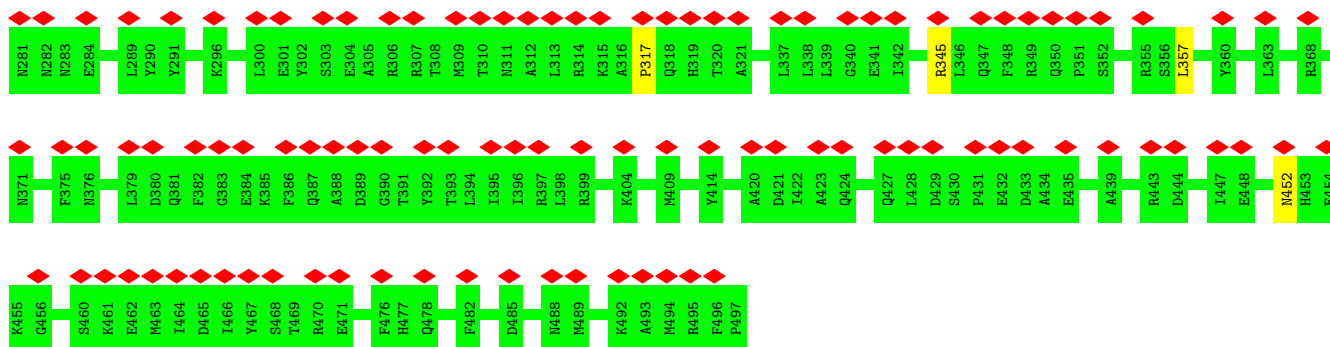 N281 N282 N283 E284 L289 Y290 Y291 K296 L300 E301 Y302 S303 E304 A305 R306 R307 T308 M309 T310 N311 A312 L313 R314 K315 A316 P317 Q318 H319 T320 A321 L337 L338 L339 G340 E341 I342 R345 L346 Q347 F348 R349 Q350 P351 S352 R355 S356 L357 Y360 L363 R368
N371 F375 N376 L379 D380 Q381 F382 G383 E384 K385 F386 Q387 A388 D389 G390 T391 Y392 T393 L394 I395 I396 R397 L398 R399 K404 M409 Y414 A420 D421 I422 A423 Q424 Q427 L428 D429 S430 P431 E432 D433 A434 E435 A439 R443 D444 I447 E448 N452 H453
K455 G456 S460 K461 E462 M463 I464 D465 I466 Y467 S468 T469 R470 E471 F476 H477 Q478 F482 D485 N488 M489 K492 A493 M494 R495 F496 P497